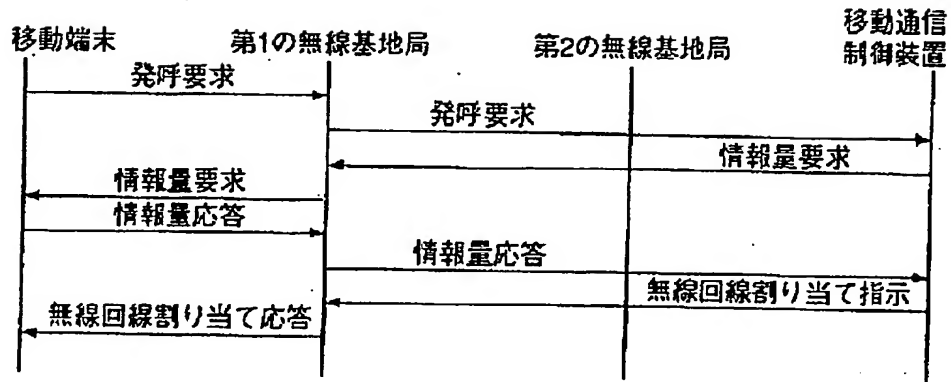 移動端末
第1の無線基地局
第2の無線基地局
移動通信
制御装置
発呼要求
発呼要求
情報量要求
情報量要求
情報量応答
情報量応答
無線回線割り当て指示
無線回線割り当て応答